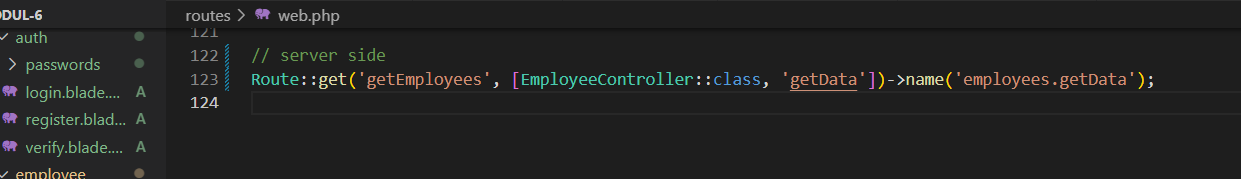 ODUL-6
routes > web.php
auth
passwords
login.blade....
A
register.blad...
A
verify.blade....
A
employee
121
122 // server side
123 Route::get('getEmployees', [EmployeeController::class, 'getData'])->name('employees.getData');
124